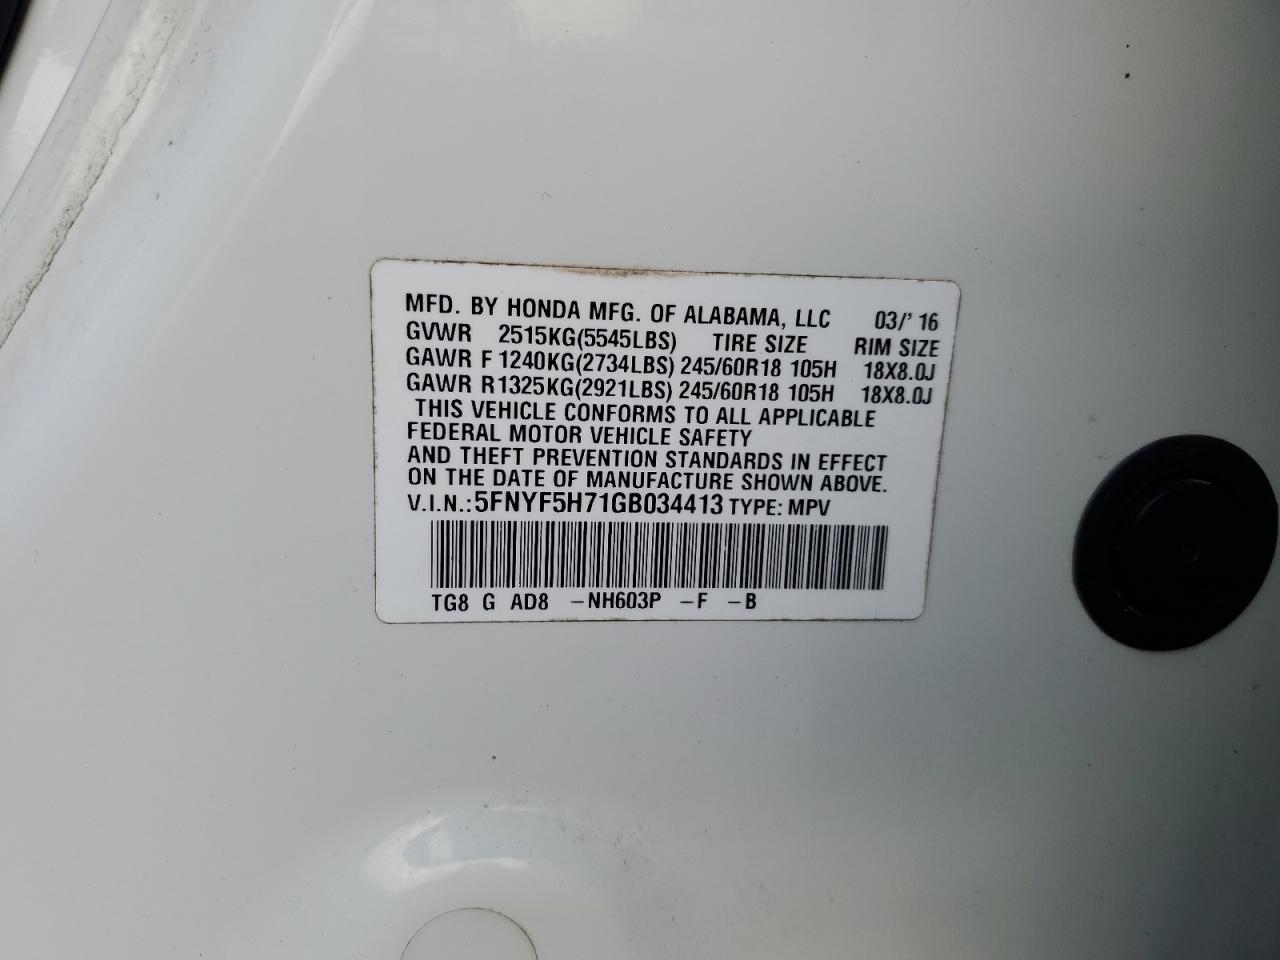 MFD. BY HONDA MFG. OF ALABAMA, LLC 03/'16
GVWR 2515KG(5545LBS) TIRE SIZE RIM SIZE
GAWR F 1240KG(2734LBS) 245/60R18 105H 18X8.0J
GAWR R1325KG(2921LBS) 245/60R18 105H 18X8.0J
THIS VEHICLE CONFORMS TO ALL APPLICABLE
FEDERAL MOTOR VEHICLE SAFETY
AND THEFT PREVENTION STANDARDS IN EFFECT
ON THE DATE OF MANUFACTURE SHOWN ABOVE.
V.I.N.:5FNYF5H71GB034413 TYPE: MPV
TG8 G AD8 -NH603P -F -B